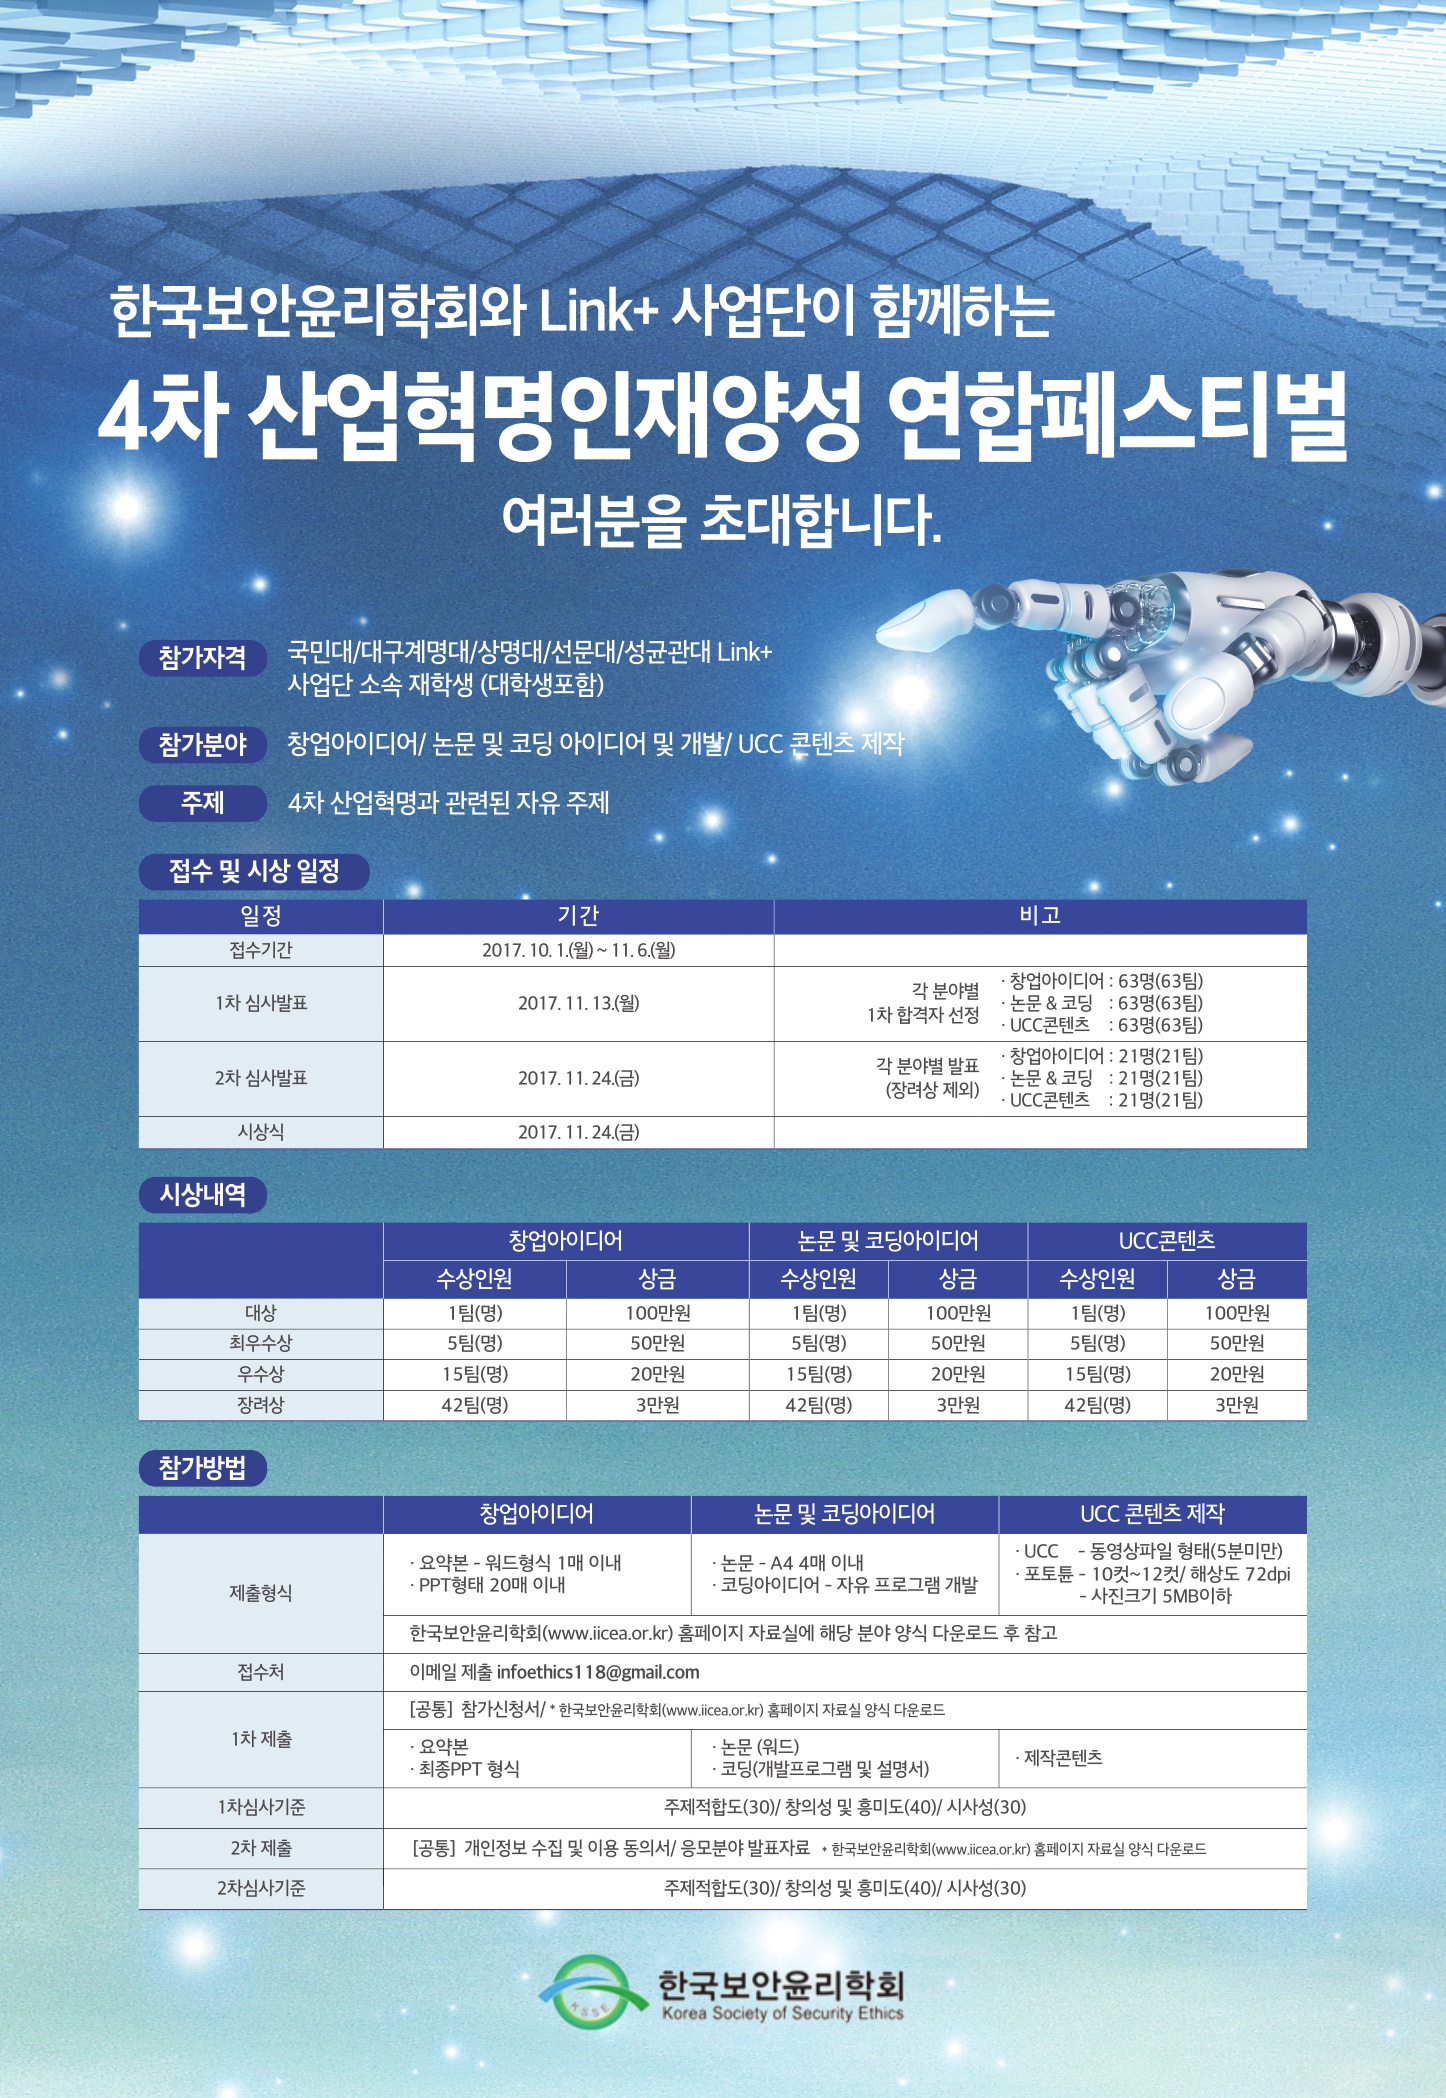 한국보안윤리학회와 Link+ 사업단이 함께하는
4차 산업혁명인재양성 연합페스티벌
여러분을 초대합니다.
참가자격 국민대/대구계명대/상명대/선문대/성균관대 Link+
사업단 소속 재학생 (대학생포함)
참가분야 창업아이디어/ 논문 및 코딩 아이디어 및 개발/ UCC 콘텐츠 제작
주제 4차 산업혁명과 관련된 자유 주제
접수 및 시상 일정
일정 기간 비고
접수기간 2017. 10. 1.(월) ~ 11. 6.(월)
1차 심사발표 2017. 11. 13.(월) 각 분야별 1차 합격자 선정
· 창업아이디어 : 63명(63팀)
· 논문 & 코딩 : 63명(63팀)
· UCC콘텐츠 : 63명(63팀)
2차 심사발표 2017. 11. 24.(금) 각 분야별 발표 (장려상 제외)
· 창업아이디어 : 21명(21팀)
· 논문 & 코딩 : 21명(21팀)
· UCC콘텐츠 : 21명(21팀)
시상식 2017. 11. 24.(금)
시상내역
창업아이디어 논문 및 코딩아이디어 UCC콘텐츠
수상인원 상금 수상인원 상금 수상인원 상금
대상 1팀(명) 100만원 1팀(명) 100만원 1팀(명) 100만원
최우수상 5팀(명) 50만원 5팀(명) 50만원 5팀(명) 50만원
우수상 15팀(명) 20만원 15팀(명) 20만원 15팀(명) 20만원
장려상 42팀(명) 3만원 42팀(명) 3만원 42팀(명) 3만원
참가방법
창업아이디어 논문 및 코딩아이디어 UCC 콘텐츠 제작
제출형식
· 요약본 - 워드형식 1매 이내
· PPT형태 20매 이내
· 논문 - A4 4매 이내
· 코딩아이디어 - 자유 프로그램 개발
· UCC - 동영상파일 형태(5분미만)
· 포토튠 - 10컷~12컷/ 해상도 72dpi
- 사진크기 5MB이하
한국보안윤리학회(www.iicea.or.kr) 홈페이지 자료실에 해당 분야 양식 다운로드 후 참고
접수처 이메일 제출 infoethics118@gmail.com
1차 제출
[공통] 참가신청서/ * 한국보안윤리학회(www.iicea.or.kr) 홈페이지 자료실 양식 다운로드
· 요약본
· 최종PPT 형식
· 논문 (워드)
· 코딩(개발프로그램 및 설명서)
· 제작콘텐츠
1차심사기준 주제적합도(30)/ 창의성 및 흥미도(40)/ 시사성(30)
2차 제출 [공통] 개인정보 수집 및 이용 동의서/ 응모분야 발표자료 * 한국보안윤리학회(www.iicea.or.kr) 홈페이지 자료실 양식 다운로드
2차심사기준 주제적합도(30)/ 창의성 및 흥미도(40)/ 시사성(30)
KSSE
한국보안윤리학회
Korea Society of Security Ethics